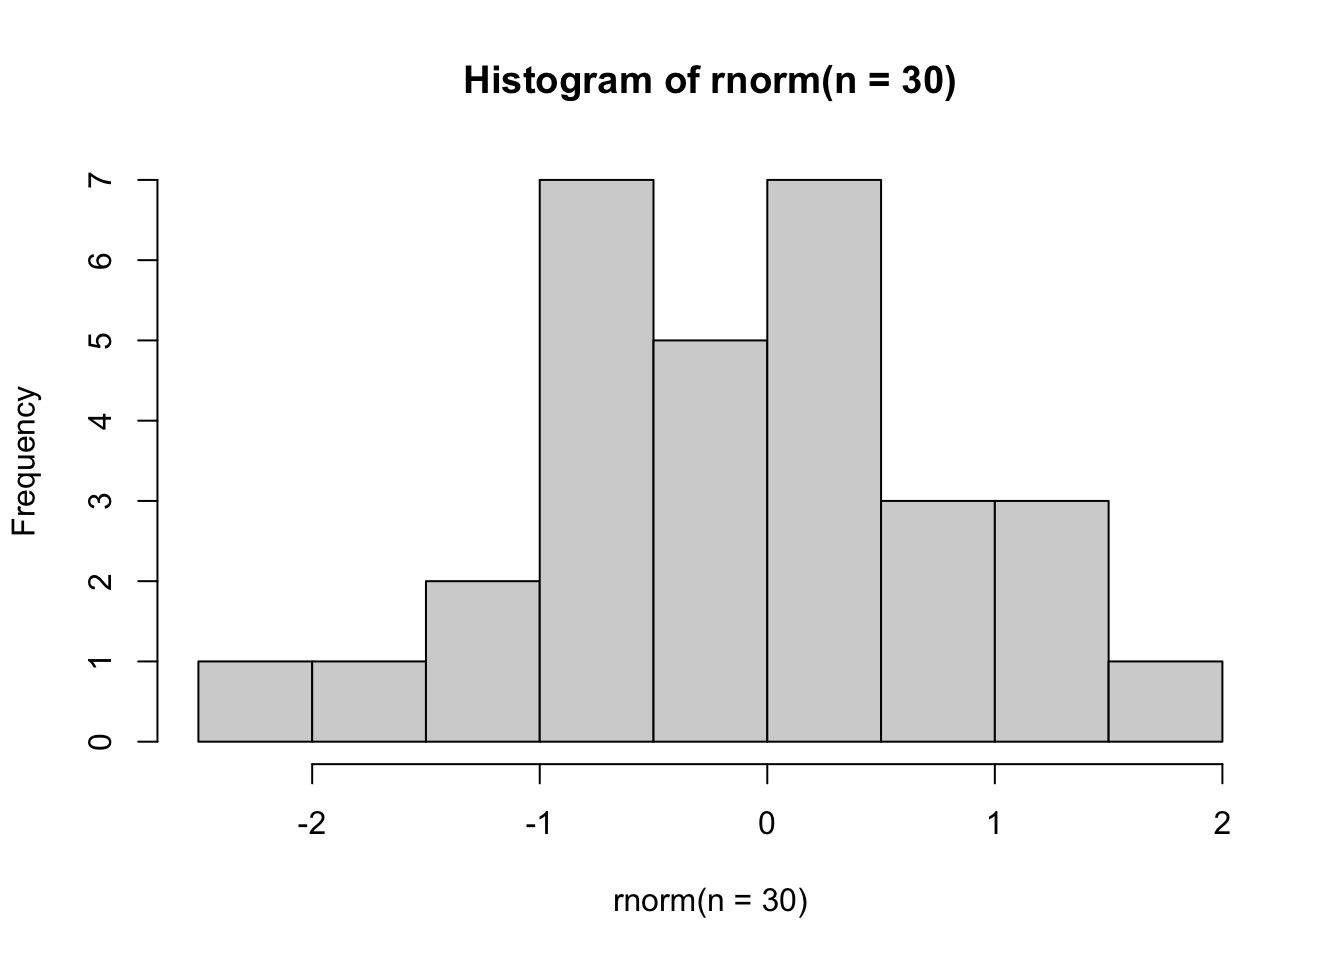 Histogram of rnorm(n = 30)
Frequency
7
6
5
4
3
2
1
0
-2 -1 0 1 2
rnorm(n = 30)